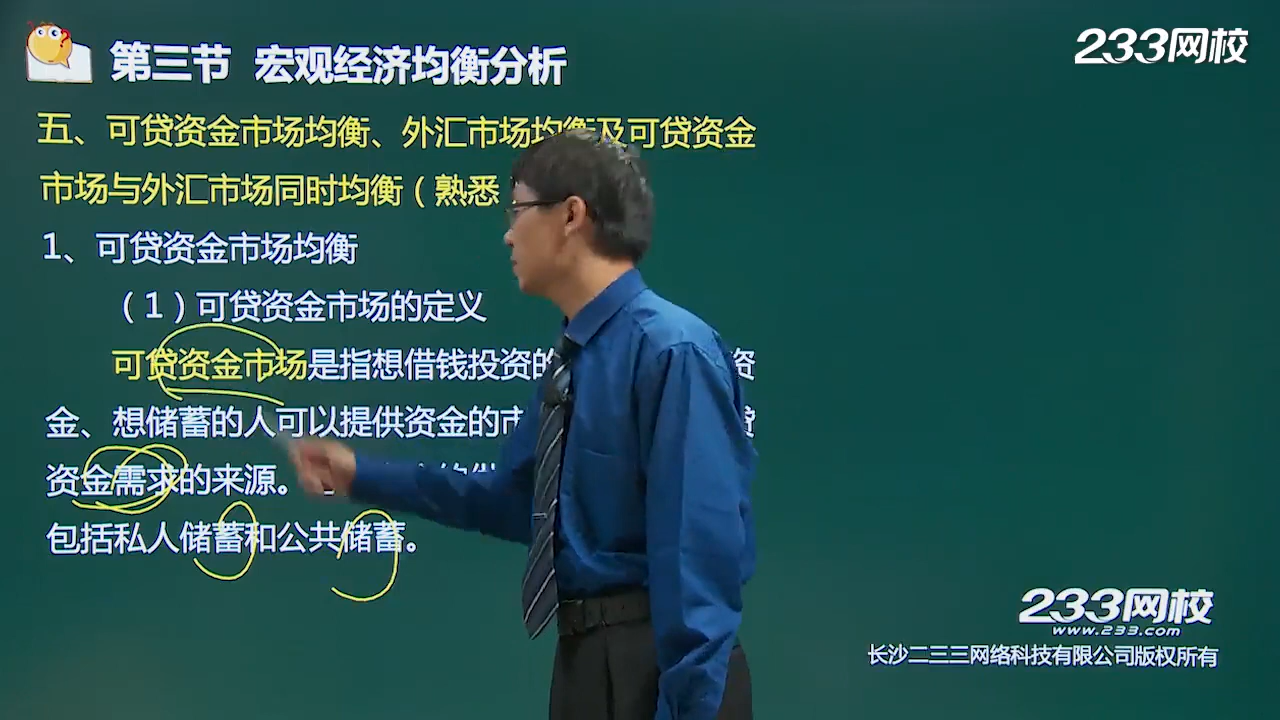 第三节 宏观经济均衡分析
233网校
五、可贷资金市场均衡、外汇市场均衡及可贷资金
市场与外汇市场同时均衡（熟悉
1、可贷资金市场均衡
（1）可贷资金市场的定义
可贷资金市场是指想借钱投资的 资
金、想储蓄的人可以提供资金的市 贷
资金需求的来源。
包括私人储蓄和公共储蓄。
233网校
www.233.com
长沙二三三网络科技有限公司版权所有